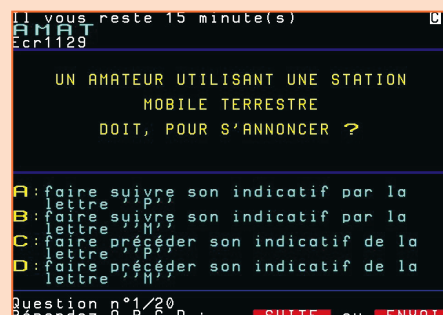 Il vous reste 15 minute(s)
C
AMAT
Ecr1129
UN AMATEUR UTILISANT UNE STATION
MOBILE TERRESTRE
DOIT, POUR S'ANNONCER ?
A:faire suivre son indicatif par la
lettre ''P''
B:faire suivre son indicatif par la
lettre ''M''
C:faire précéder son indicatif de la
lettre ''P''
D:faire précéder son indicatif de la
lettre ''M''
Question n°1/20
Répondez A B C D SUITE ou ENVOI